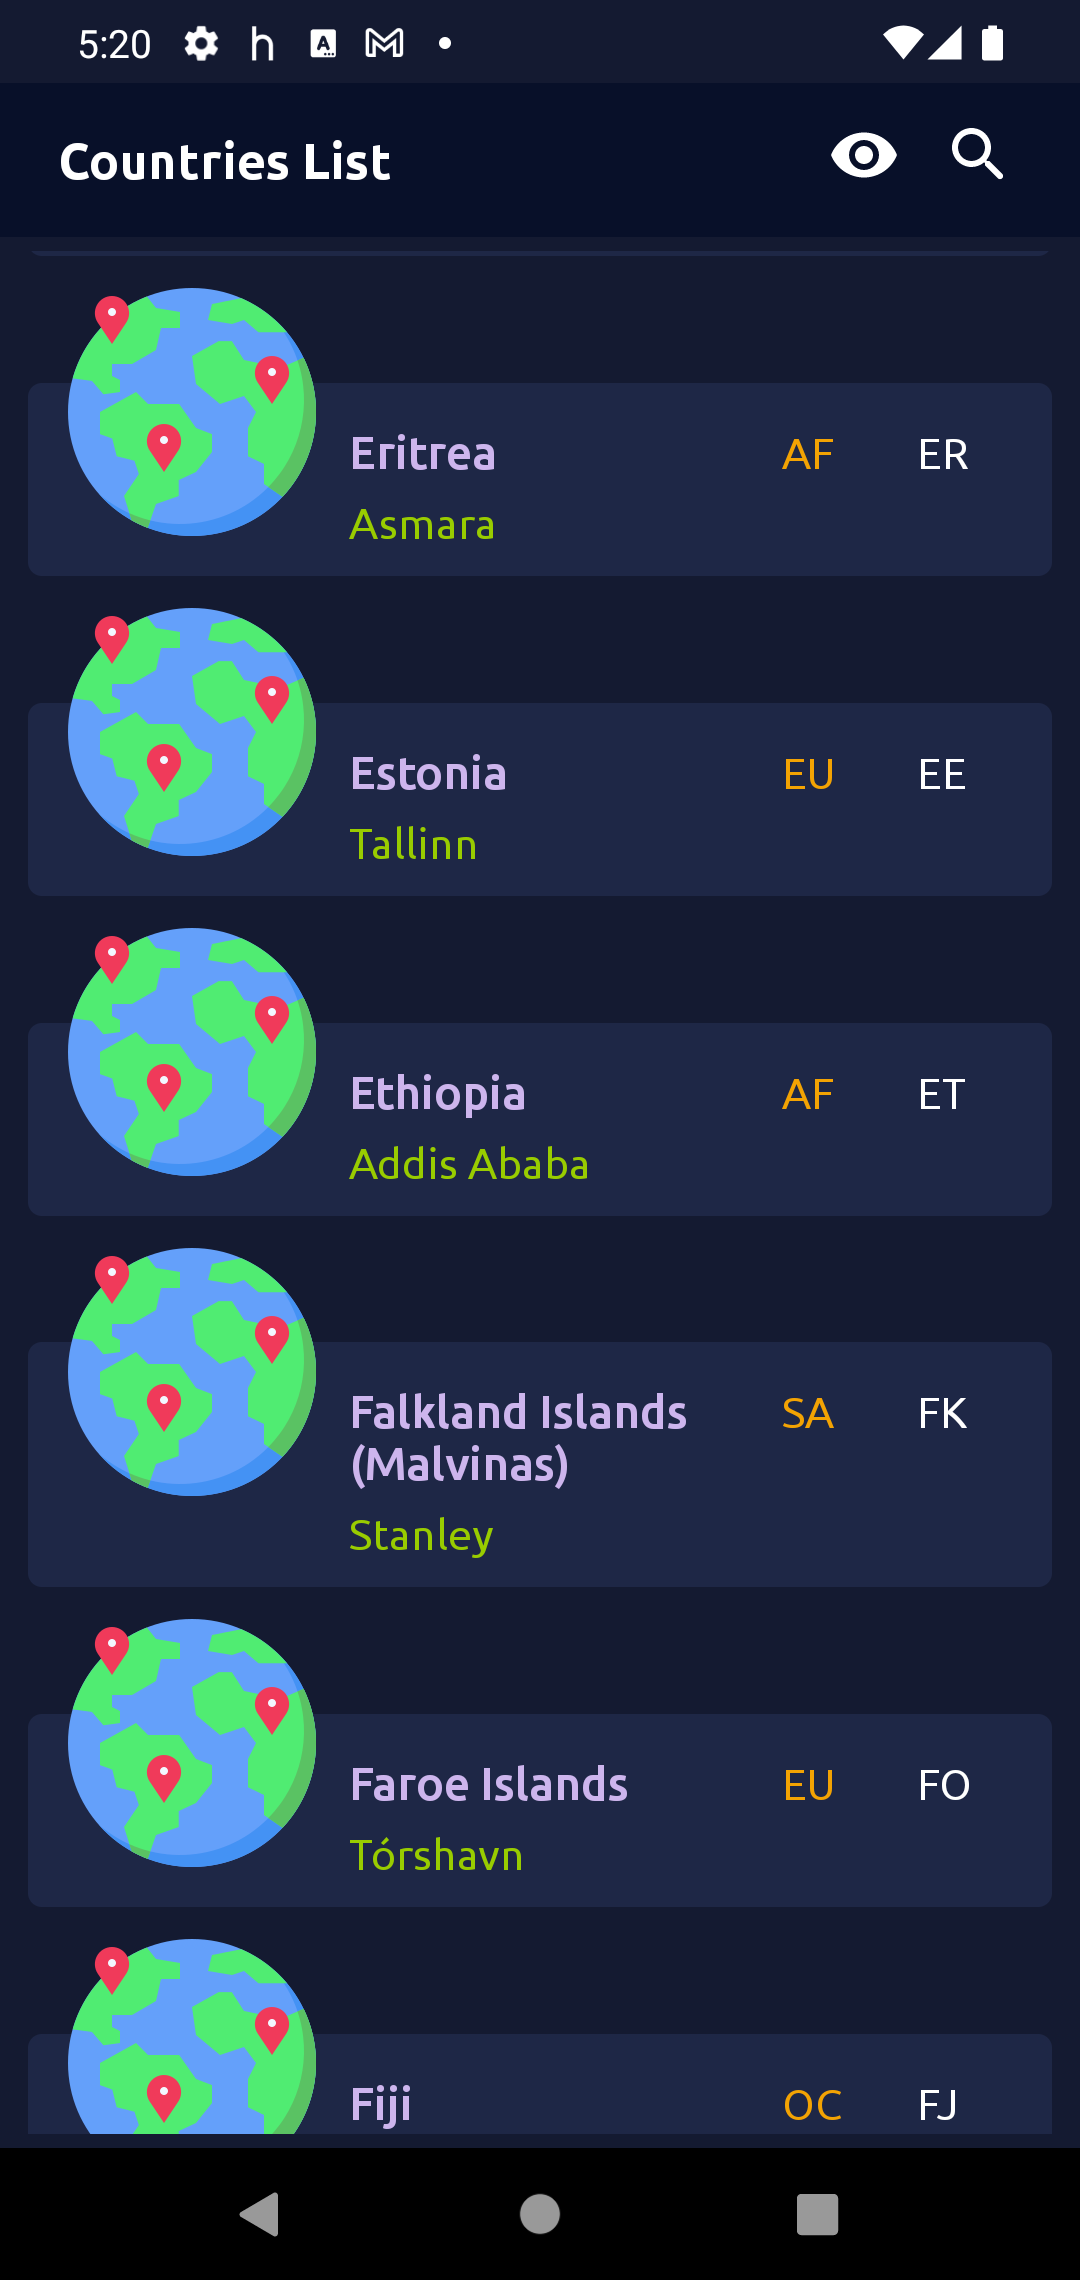 5:20
Countries List
Eritrea AF ER
Asmara
Estonia EU EE
Tallinn
Ethiopia AF ET
Addis Ababa
Falkland Islands SA FK
(Malvinas)
Stanley
Faroe Islands EU FO
Tórshavn
Fiji OC FJ